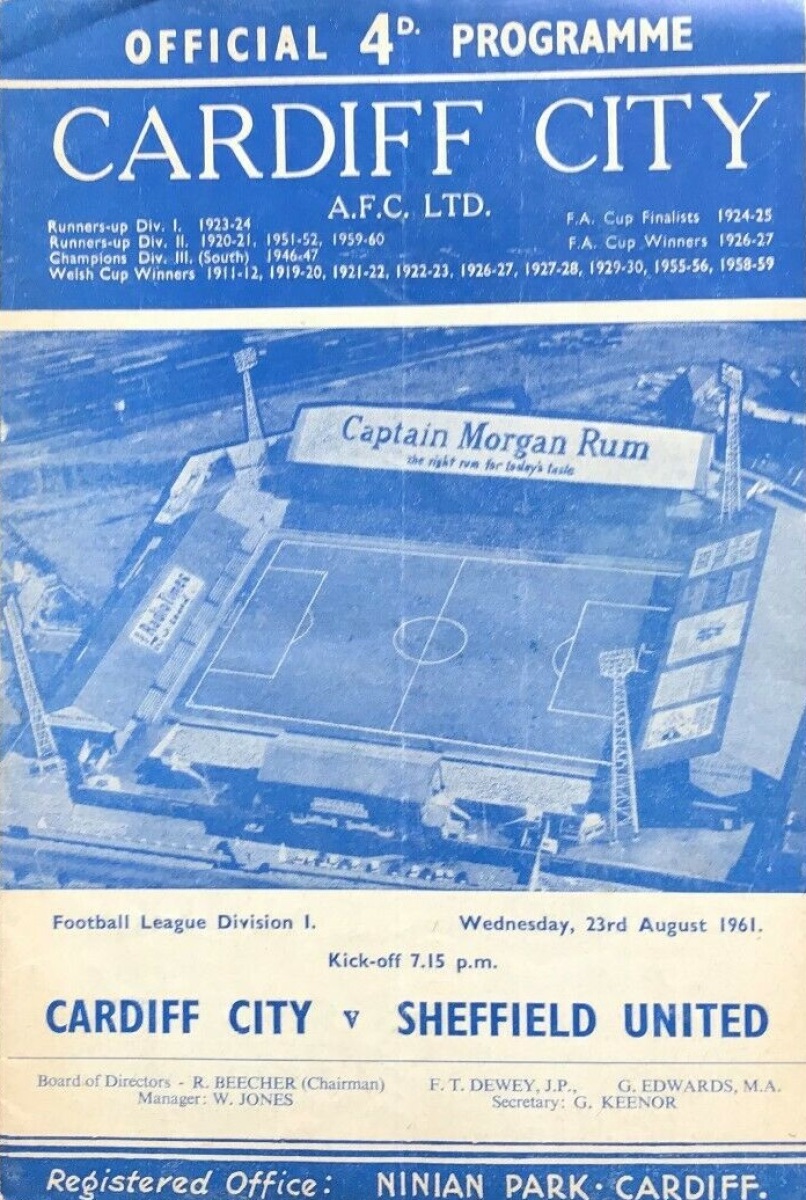 OFFICIAL 4D. PROGRAMME
CARDIFF CITY
A.F.C. LTD.
Runners-up Div. I. 1923-24
F.A. Cup Finalists 1924-25
Runners-up Div. II. 1920-21, 1951-52, 1959-60
F.A. Cup Winners 1926-27
Champions Div. III, (South) 1946-47
Welsh Cup Winners 1911-12, 1919-20, 1921-22, 1922-23, 1926-27, 1927-28, 1929-30, 1955-56, 1958-59
Captain Morgan Rum
the right rum for today's taste
Radio Times
Football League Division I.
Wednesday, 23rd August 1961.
Kick-off 7.15 p.m.
CARDIFF CITY v SHEFFIELD UNITED
Board of Directors - R. BEECHER (Chairman) F. T. DEWEY, J.P., G. EDWARDS, M.A.
Manager: W. JONES Secretary: G. KEENOR
Registered Office: NINIAN PARK · CARDIFF